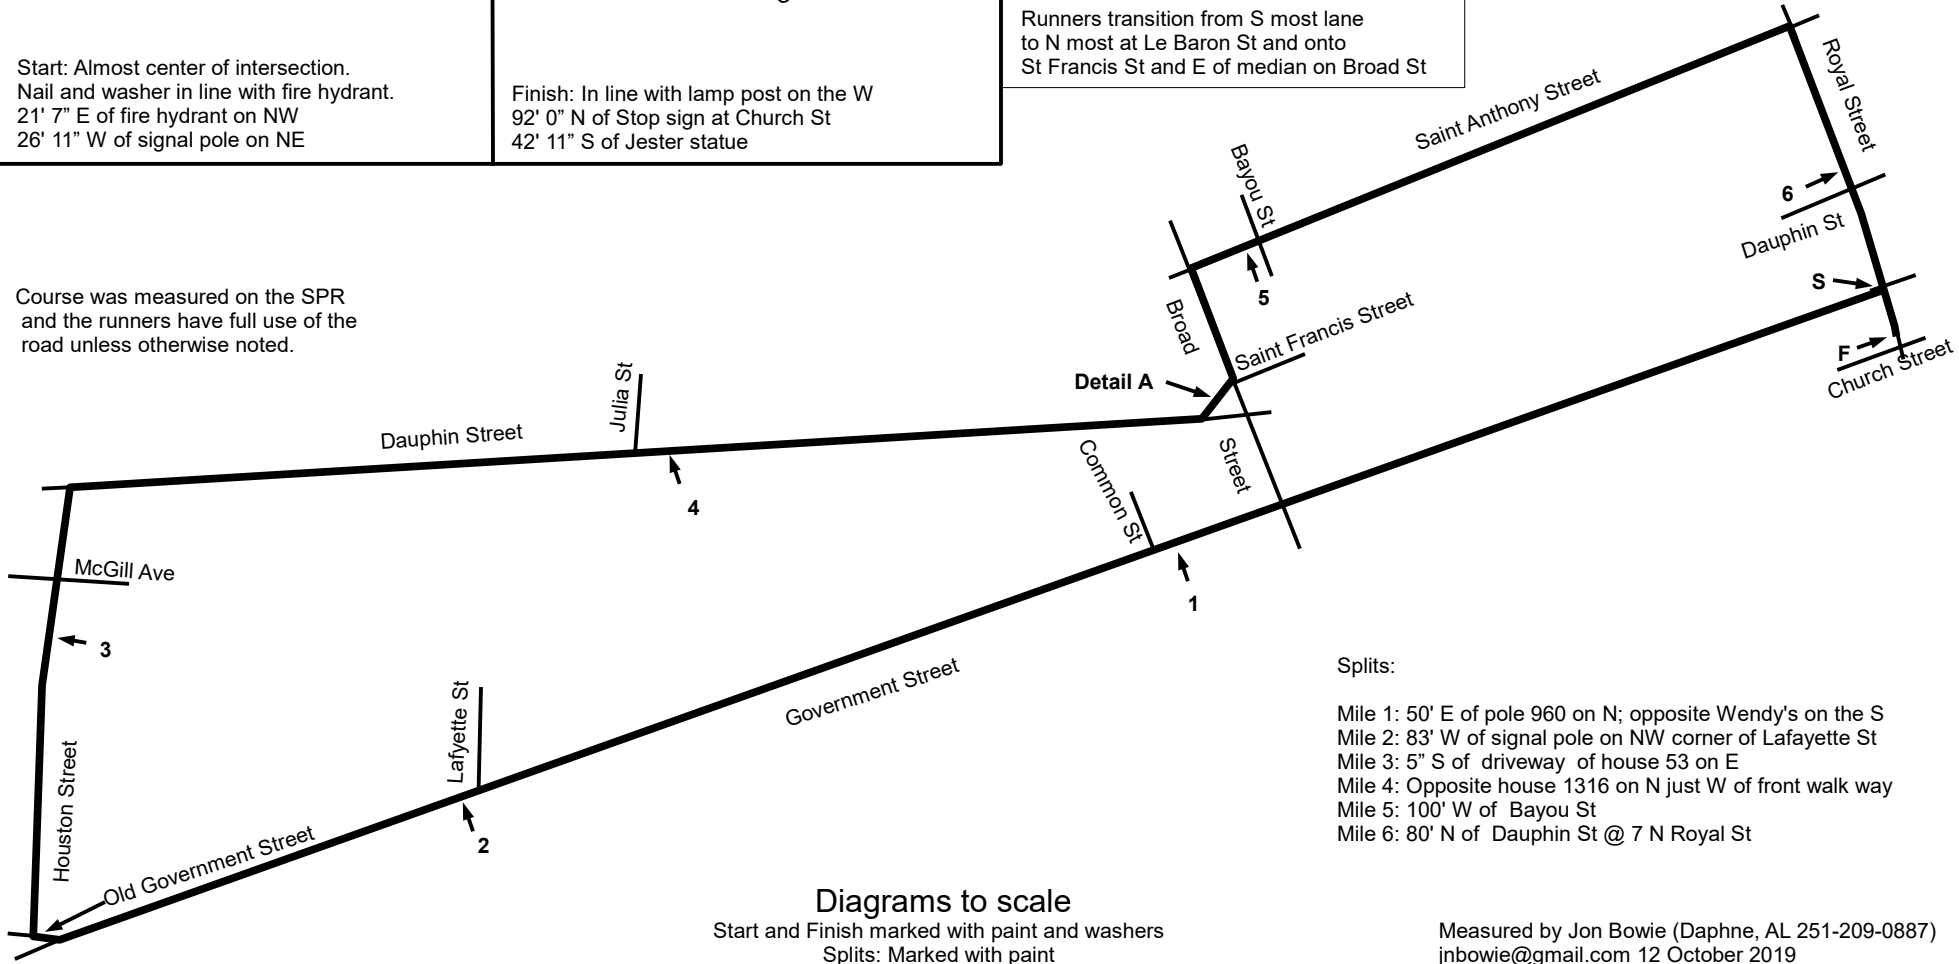 Start: Almost center of intersection.
Nail and washer in line with fire hydrant.
21' 7” E of fire hydrant on NW
26' 11” W of signal pole on NE
Finish: In line with lamp post on the W
92' 0” N of Stop sign at Church St
42' 11” S of Jester statue
Runners transition from S most lane
to N most at Le Baron St and onto
St Francis St and E of median on Broad St
Royal Street
Saint Anthony Street
Bayou St
6
Dauphin St
S
5
Broad
Saint Francis Street
F
Church Street
Course was measured on the SPR
and the runners have full use of the
road unless otherwise noted.
Julia St
Detail A
Dauphin Street
Common St
Street
4
McGill Ave
1
3
Lafyette St
Government Street
Houston Street
2
Old Government Street
Splits:
Mile 1: 50' E of pole 960 on N; opposite Wendy's on the S
Mile 2: 83' W of signal pole on NW corner of Lafayette St
Mile 3: 5” S of driveway of house 53 on E
Mile 4: Opposite house 1316 on N just W of front walk way
Mile 5: 100' W of Bayou St
Mile 6: 80' N of Dauphin St @ 7 N Royal St
Diagrams to scale
Start and Finish marked with paint and washers
Splits: Marked with paint
Measured by Jon Bowie (Daphne, AL 251-209-0887)
jnbowie@gmail.com 12 October 2019